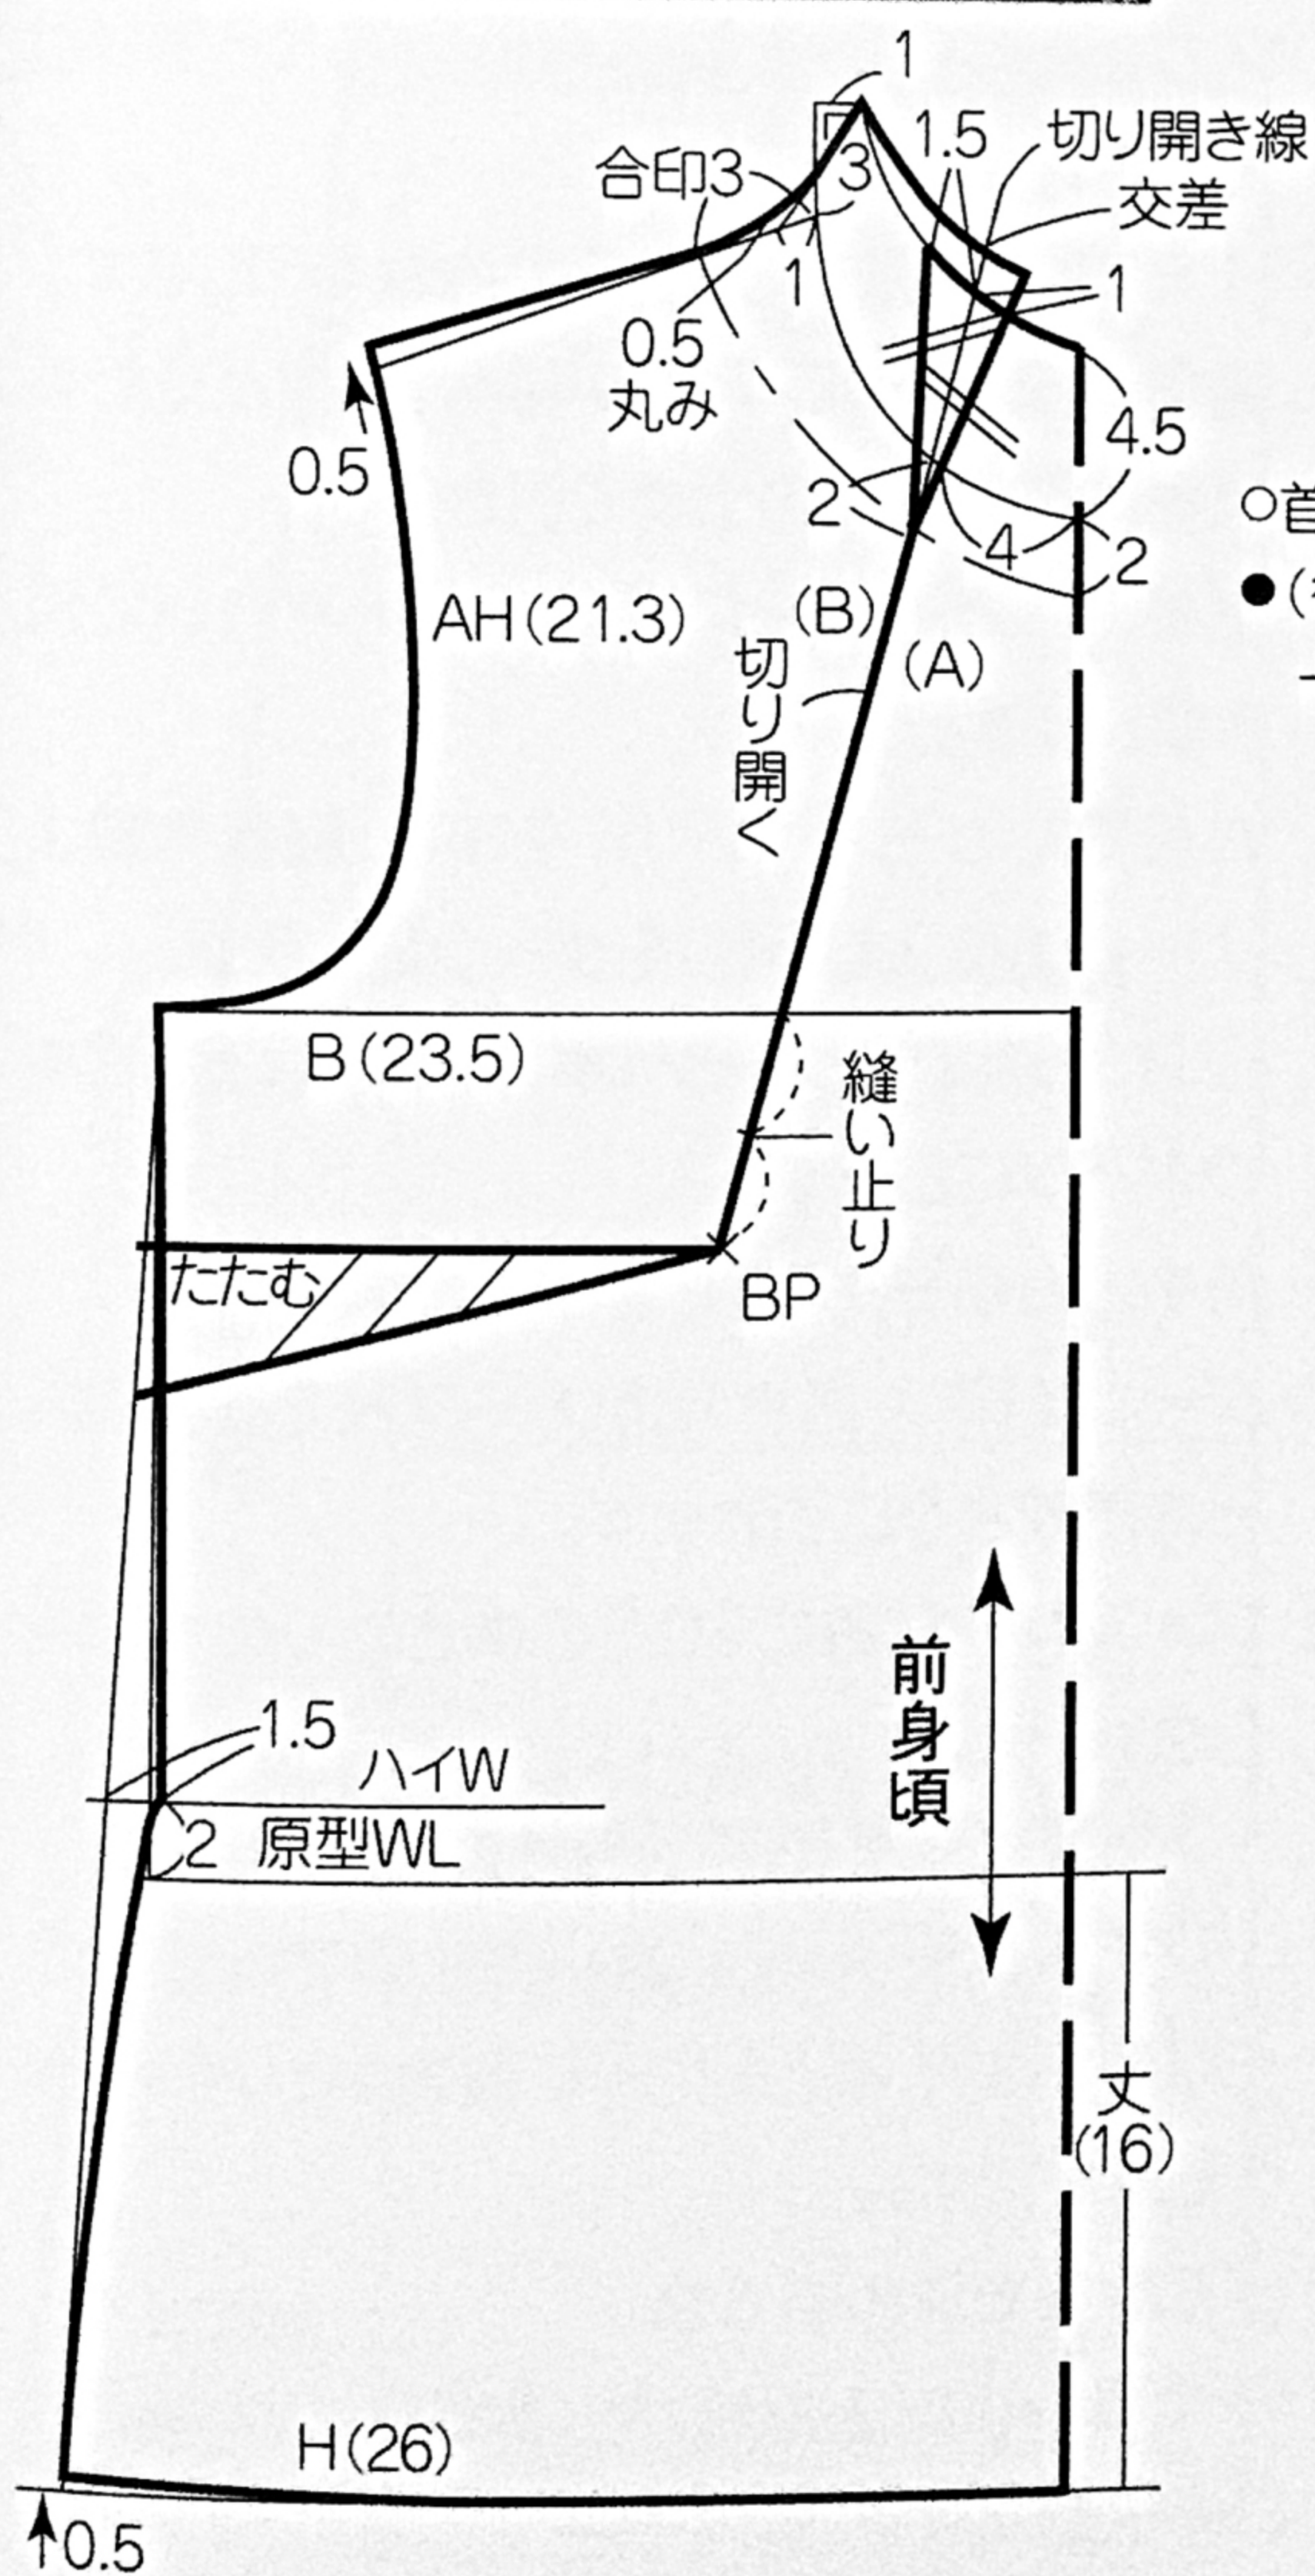 1
1.5
切り開き線
合印3
3
交差
1
1
0.5
丸み
4.5
0.5
2
4
2
○首
●(
AH(21.3)
(B)
(A)
切り開く
B(23.5)
縫い止り
たたむ
BP
前身頃
1.5
ハイW
2
原型WL
丈
(16)
H(26)
0.5